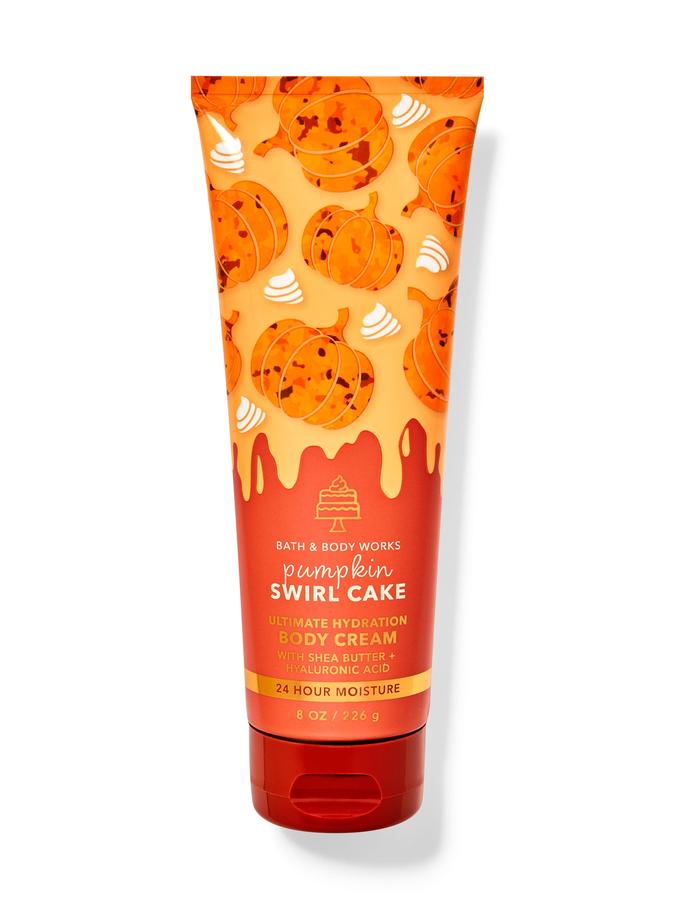 BATH & BODY WORKS
pumpkin
SWIRL CAKE
ULTIMATE HYDRATION
BODY CREAM
WITH SHEA BUTTER +
HYALURONIC ACID
24 HOUR MOISTURE
8 OZ / 226 g